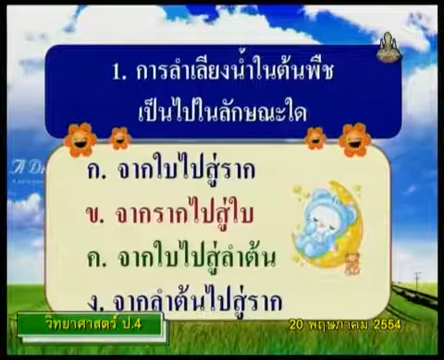 1. การลำเลียงน้ำในต้นพืช
เป็นไปในลักษณะใด
ก. จากใบไปสู่ราก
ข. จากรากไปสู่ใบ
ค. จากใบไปสู่ลำต้น
ง. จากลำต้นไปสู่ราก
วิทยาศาสตร์ ป.4
20 พฤษภาคม 2554